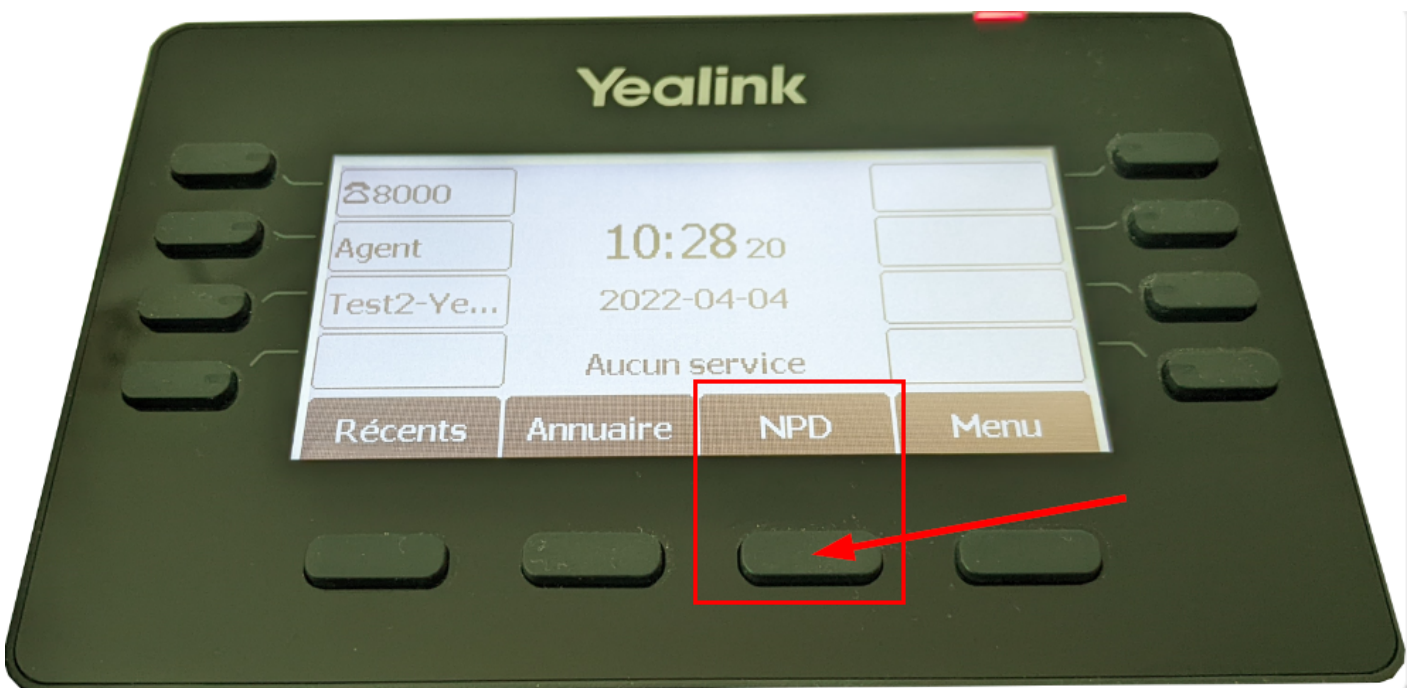 Yealink
☎8000
Agent
10:28 20
Test2-Ye...
2022-04-04
Aucun service
Récents
Annuaire
NPD
Menu